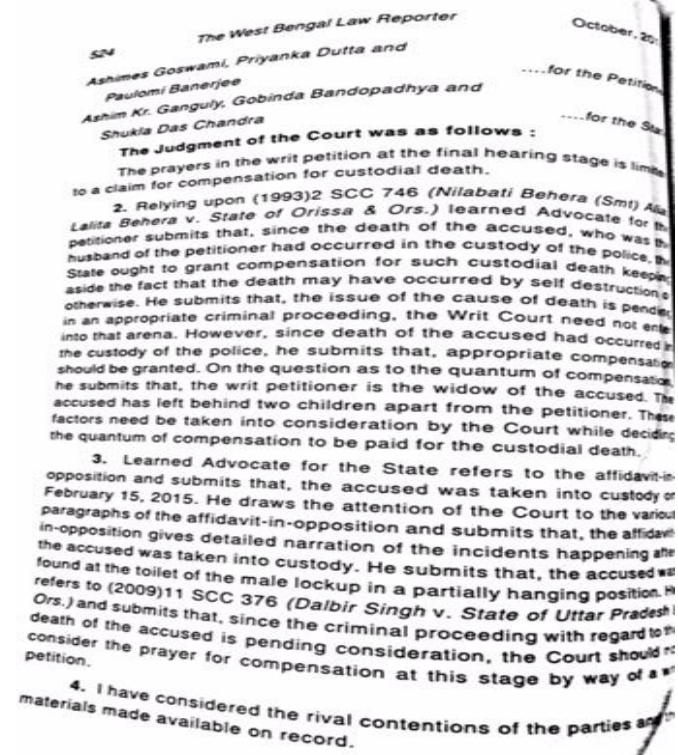 524 The West Bengal Law Reporter October, 20
Ashimes Goswami, Priyanka Dutta and
Paulomi Banerjee ....for the Petition
Ashim Kr. Ganguly, Gobinda Bandopadhya and
Shukla Das Chandra ....for the Sta
The Judgment of the Court was as follows :
The prayers in the writ petition at the final hearing stage is limite
to a claim for compensation for custodial death.
2. Relying upon (1993)2 SCC 746 (Nilabati Behera (Smt) Alia
Lalita Behera v. State of Orissa & Ors.) learned Advocate for th
petitioner submits that, since the death of the accused, who was th
husband of the petitioner had occurred in the custody of the police, the
State ought to grant compensation for such custodial death keeping
aside the fact that the death may have occurred by self destruction o
otherwise. He submits that, the issue of the cause of death is pending
in an appropriate criminal proceeding, the Writ Court need not ente
into that arena. However, since death of the accused had occurred in
the custody of the police, he submits that, appropriate compensation
should be granted. On the question as to the quantum of compensation,
he submits that, the writ petitioner is the widow of the accused. The
accused has left behind two children apart from the petitioner. These
factors need be taken into consideration by the Court while deciding
the quantum of compensation to be paid for the custodial death.
3. Learned Advocate for the State refers to the affidavit-in-
opposition and submits that, the accused was taken into custody on
February 15, 2015. He draws the attention of the Court to the various
paragraphs of the affidavit-in-opposition and submits that, the affidavit-
in-opposition gives detailed narration of the incidents happening afte
the accused was taken into custody. He submits that, the accused was
found at the toilet of the male lockup in a partially hanging position. H
refers to (2009)11 SCC 376 (Dalbir Singh v. State of Uttar Pradesh
Ors.) and submits that, since the criminal proceeding with regard to th
death of the accused is pending consideration, the Court should no
consider the prayer for compensation at this stage by way of a w
petition.
4. I have considered the rival contentions of the parties and
materials made available on record.